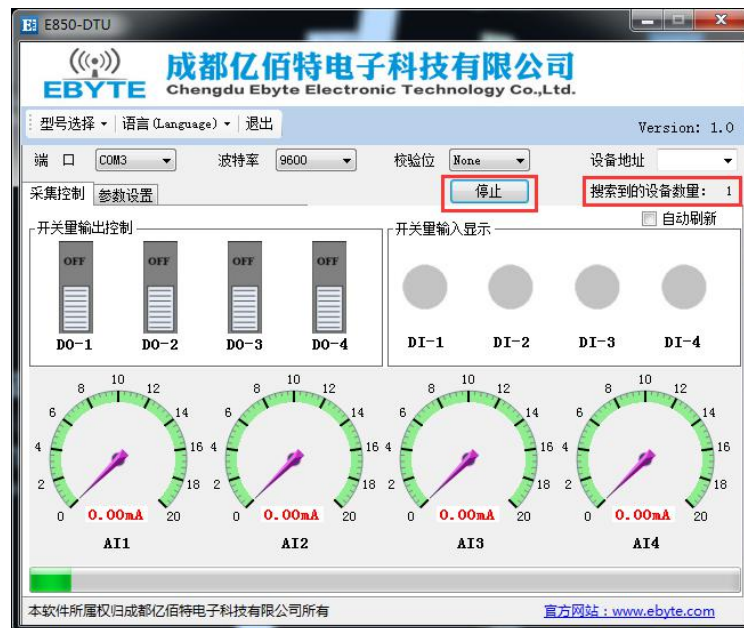 E850-DTU
EBYTE 成都亿佰特电子科技有限公司
Chengdu Ebyte Electronic Technology Co.,Ltd.
型号选择 语言(Language) 退出 Version: 1.0
端 口 COM3 波特率 9600 校验位 None 设备地址
采集控制 参数设置 停止 搜索到的设备数量: 1
自动刷新
开关量输出控制 开关量输入显示
OFF OFF OFF OFF
DO-1 DO-2 DO-3 DO-4 DI-1 DI-2 DI-3 DI-4
0 2 4 6 8 10 12 14 16 18 20 0 2 4 6 8 10 12 14 16 18 20 0 2 4 6 8 10 12 14 16 18 20 0 2 4 6 8 10 12 14 16 18 20
0.00mA 0.00mA 0.00mA 0.00mA
AI1 AI2 AI3 AI4
本软件所属权归成都亿佰特电子科技有限公司所有 官方网站：www.ebyte.com